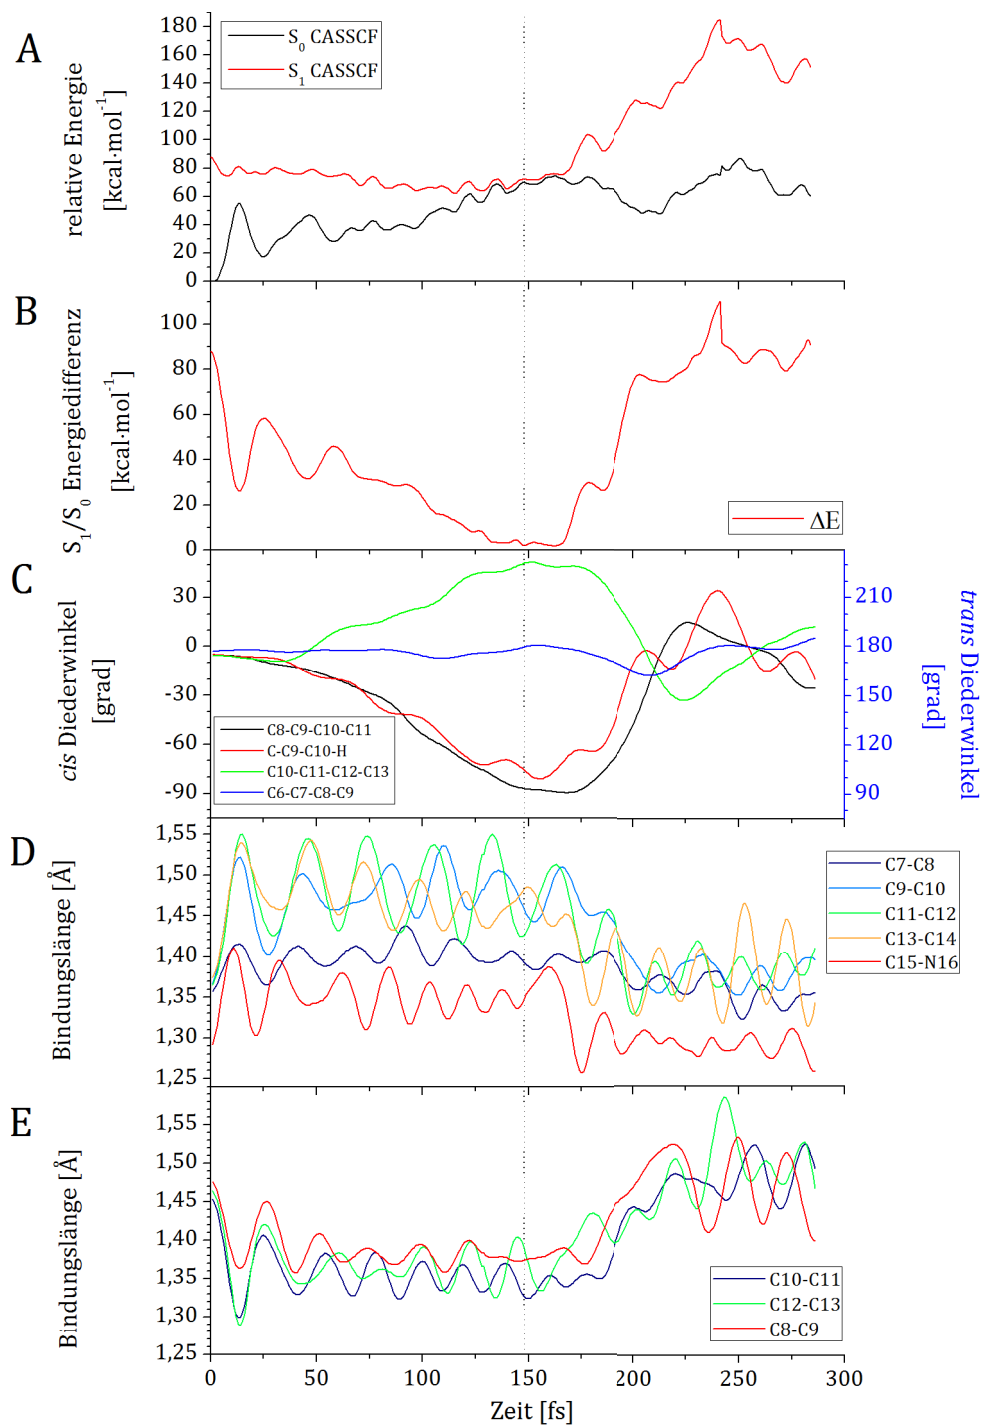 A
relative Energie
[kcal·mol⁻¹]
180
160
140
120
100
80
60
40
20
0
S₀ CASSCF
S₁ CASSCF
B
S₁/S₀ Energiedifferenz
[kcal·mol⁻¹]
100
80
60
40
20
0
ΔE
C
cis Diederwinkel
[grad]
30
0
-30
-60
-90
C8-C9-C10-C11
C-C9-C10-H
C10-C11-C12-C13
C6-C7-C8-C9
210
180
150
120
90
trans Diederwinkel
[grad]
D
Bindungslänge [Å]
1,55
1,50
1,45
1,40
1,35
1,30
1,25
C7-C8
C9-C10
C11-C12
C13-C14
C15-N16
E
Bindungslänge [Å]
1,55
1,50
1,45
1,40
1,35
1,30
1,25
C10-C11
C12-C13
C8-C9
0
50
100
150
200
250
300
Zeit [fs]